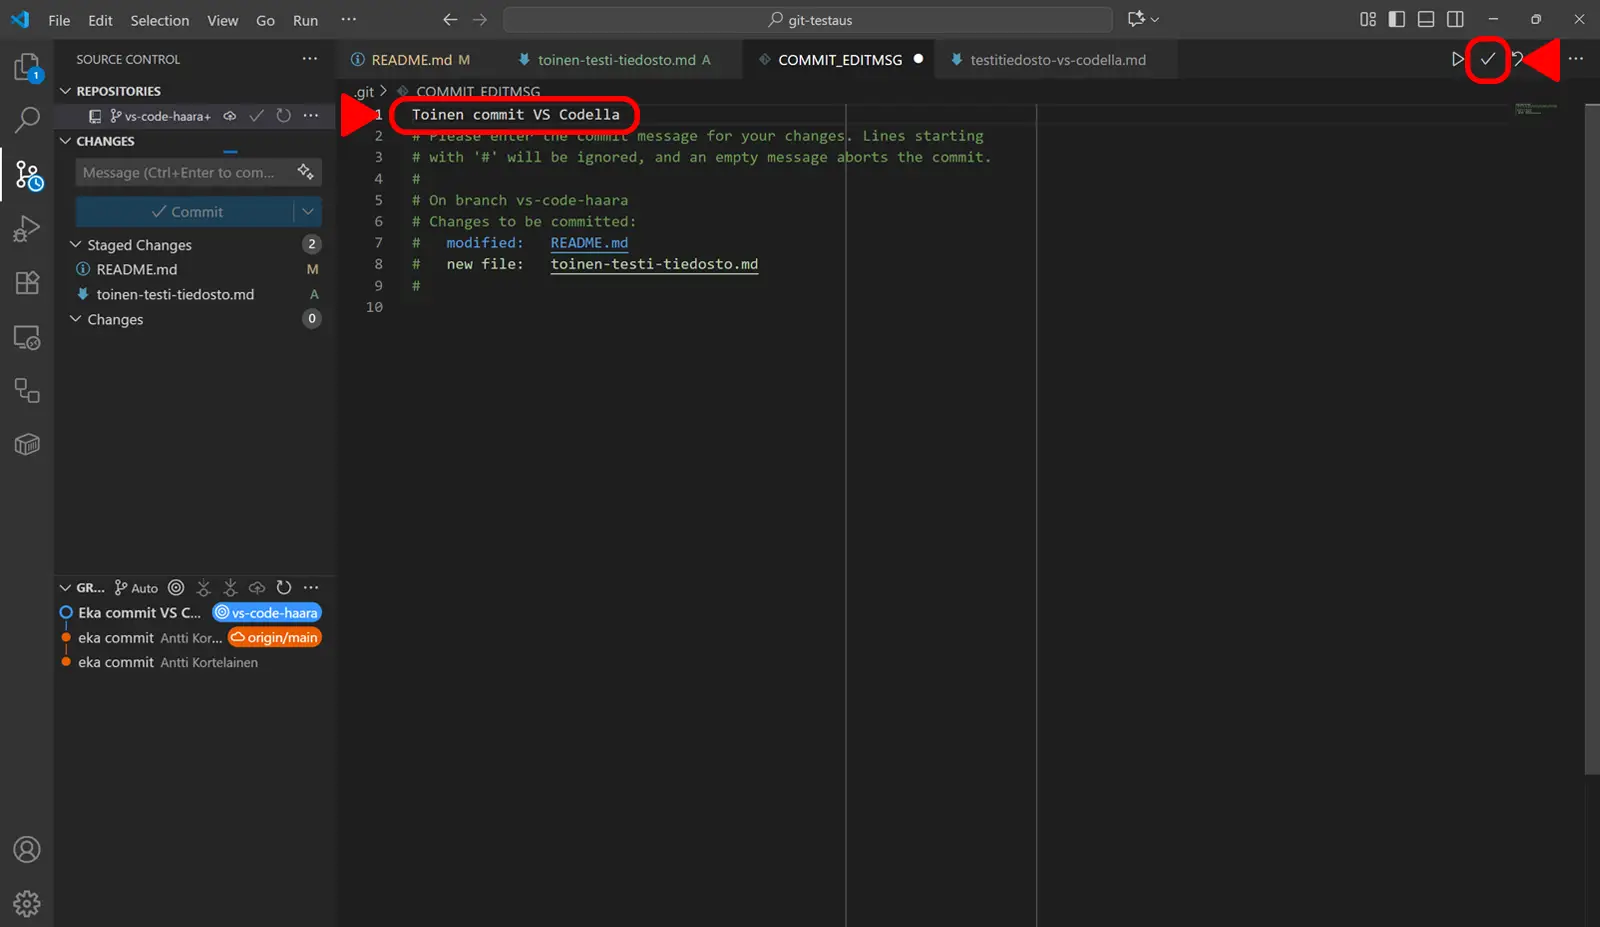 File Edit Selection View Go Run ···
git-testaus
SOURCE CONTROL ···
README.md M
toinen-testi-tiedosto.md A
COMMIT_EDITMSG
testitiedosto-vs-codella.md
···
REPOSITORIES
vs-code-haara+ ···
CHANGES
Message (Ctrl+Enter to com...
Commit
Staged Changes 2
README.md M
toinen-testi-tiedosto.md A
Changes 0
GR... Auto ···
Eka commit VS C... vs-code-haara
eka commit Antti Kor... origin/main
eka commit Antti Kortelainen
1
.git > COMMIT_EDITMSG
1 Toinen commit VS Codella
2 # Please enter the commit message for your changes. Lines starting
3 # with '#' will be ignored, and an empty message aborts the commit.
4 #
5 # On branch vs-code-haara
6 # Changes to be committed:
7 # modified: README.md
8 # new file: toinen-testi-tiedosto.md
9 #
10